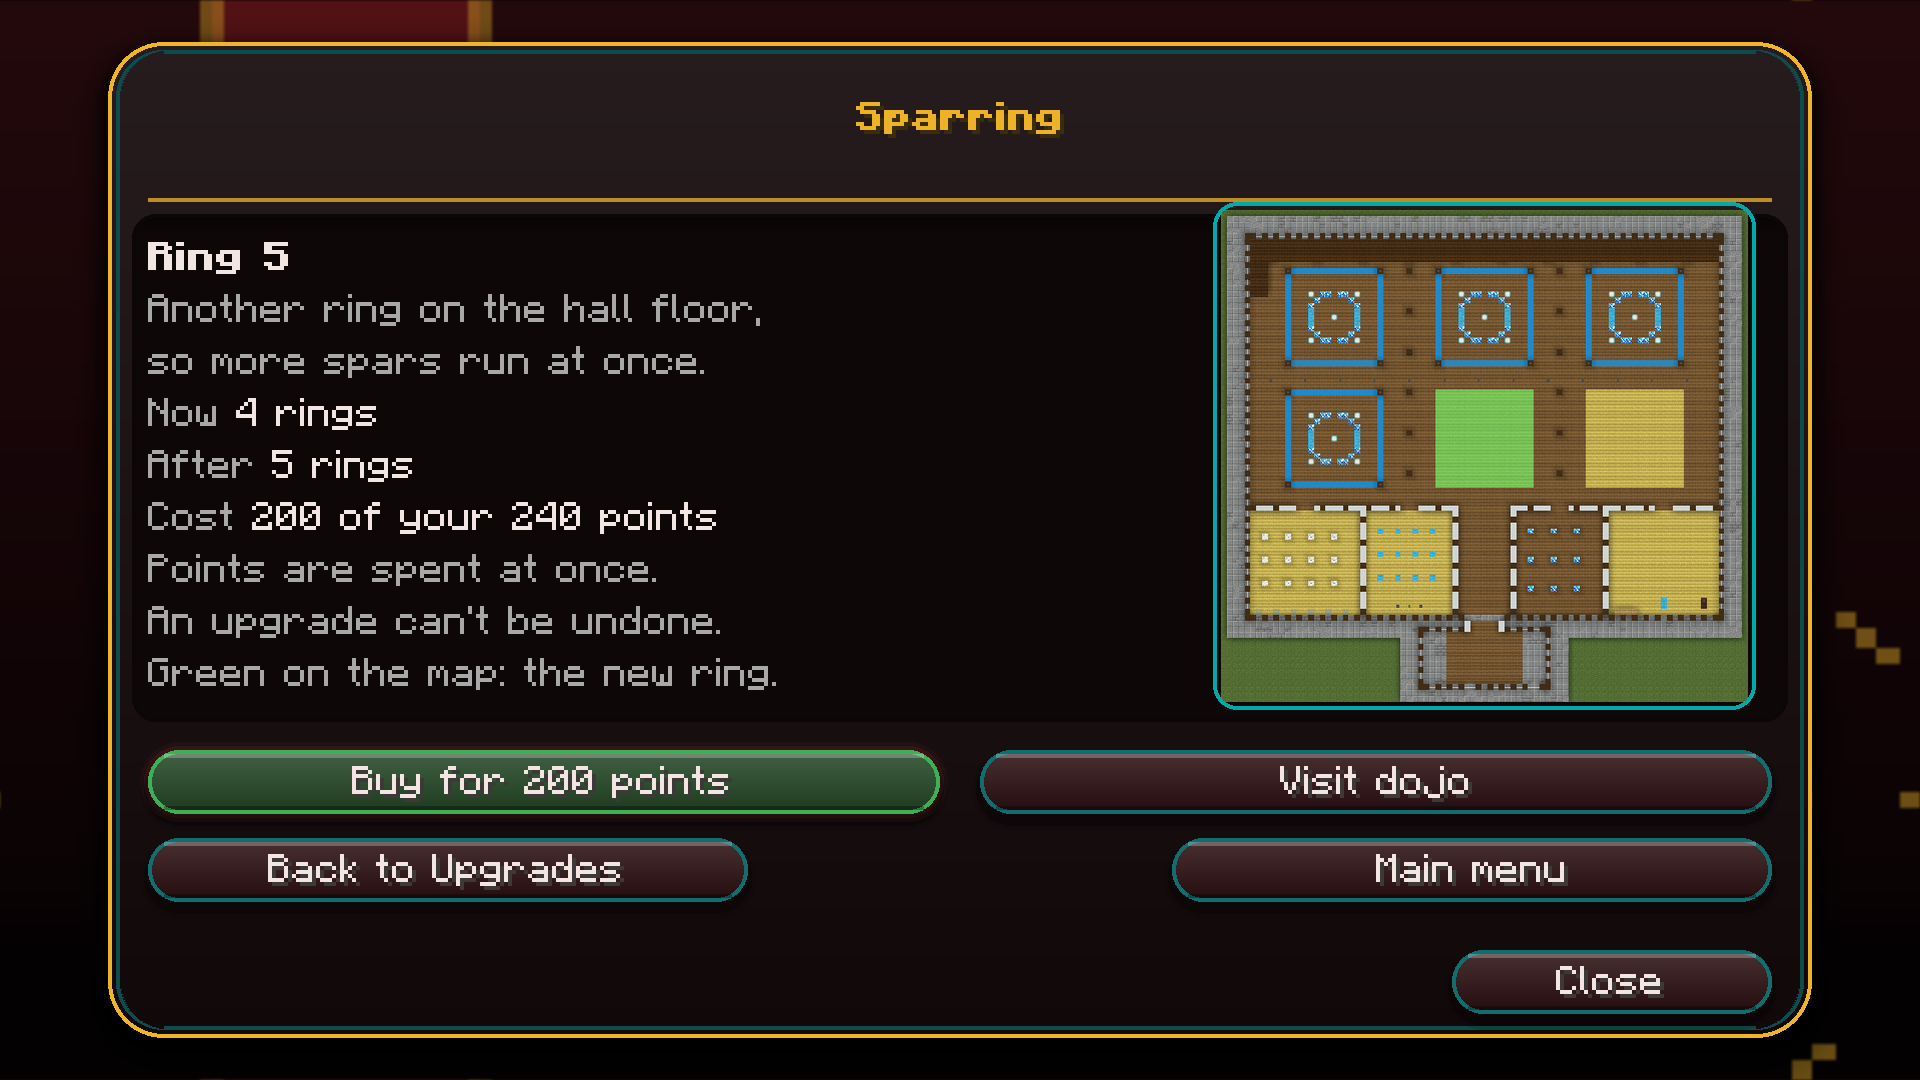 Sparring
Ring 5
Another ring on the hall floor,
so more spars run at once.
Now 4 rings
After 5 rings
Cost 200 of your 240 points
Points are spent at once.
An upgrade can't be undone.
Green on the map: the new ring.
Buy for 200 points
Visit dojo
Back to Upgrades
Main menu
Close